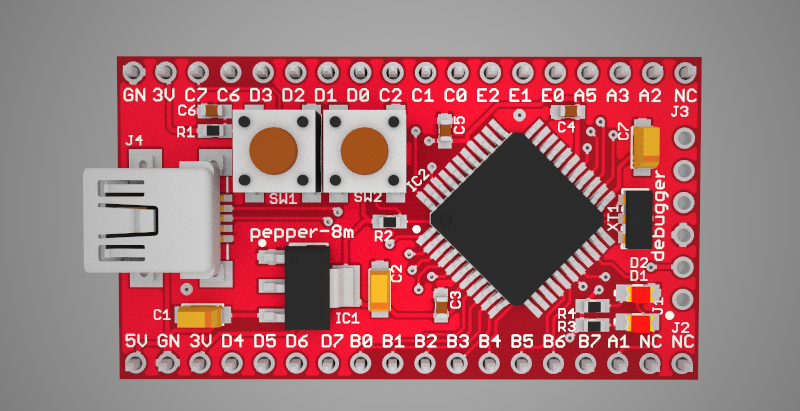 GN 3V C7 C6 D3 D2 D1 D0 C2 C1 C0 E2 E1 E0 A5 A3 A2 NC
J3
C6
R1
J4
SW1
SW2
C5
C4
C7
IC2
XT1
debugger
pepper-8m
R2
C2
C3
D2
D1
J1
C1
IC1
R4
R3
J2
5V GN 3V D4 D5 D6 D7 B0 B1 B2 B3 B4 B5 B6 B7 A1 NC NC